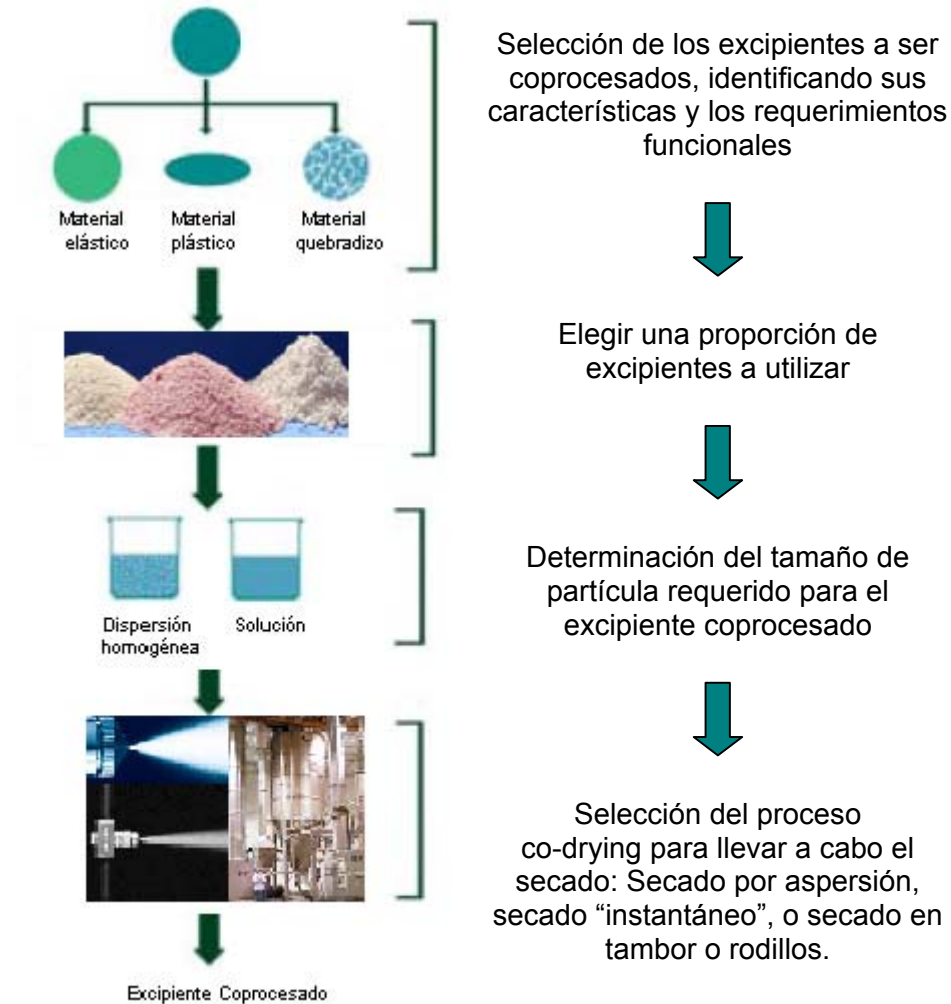 Selección de los excipientes a ser
coprocesados, identificando sus
características y los requerimientos
funcionales
Material
elástico
Material
plástico
Material
quebradizo
Elegir una proporción de
excipientes a utilizar
Determinación del tamaño de
partícula requerido para el
excipiente coprocesado
Dispersión
homogénea
Solución
Selección del proceso
co-drying para llevar a cabo el
secado: Secado por aspersión,
secado “instantáneo”, o secado en
tambor o rodillos.
Excipiente Coprocesado